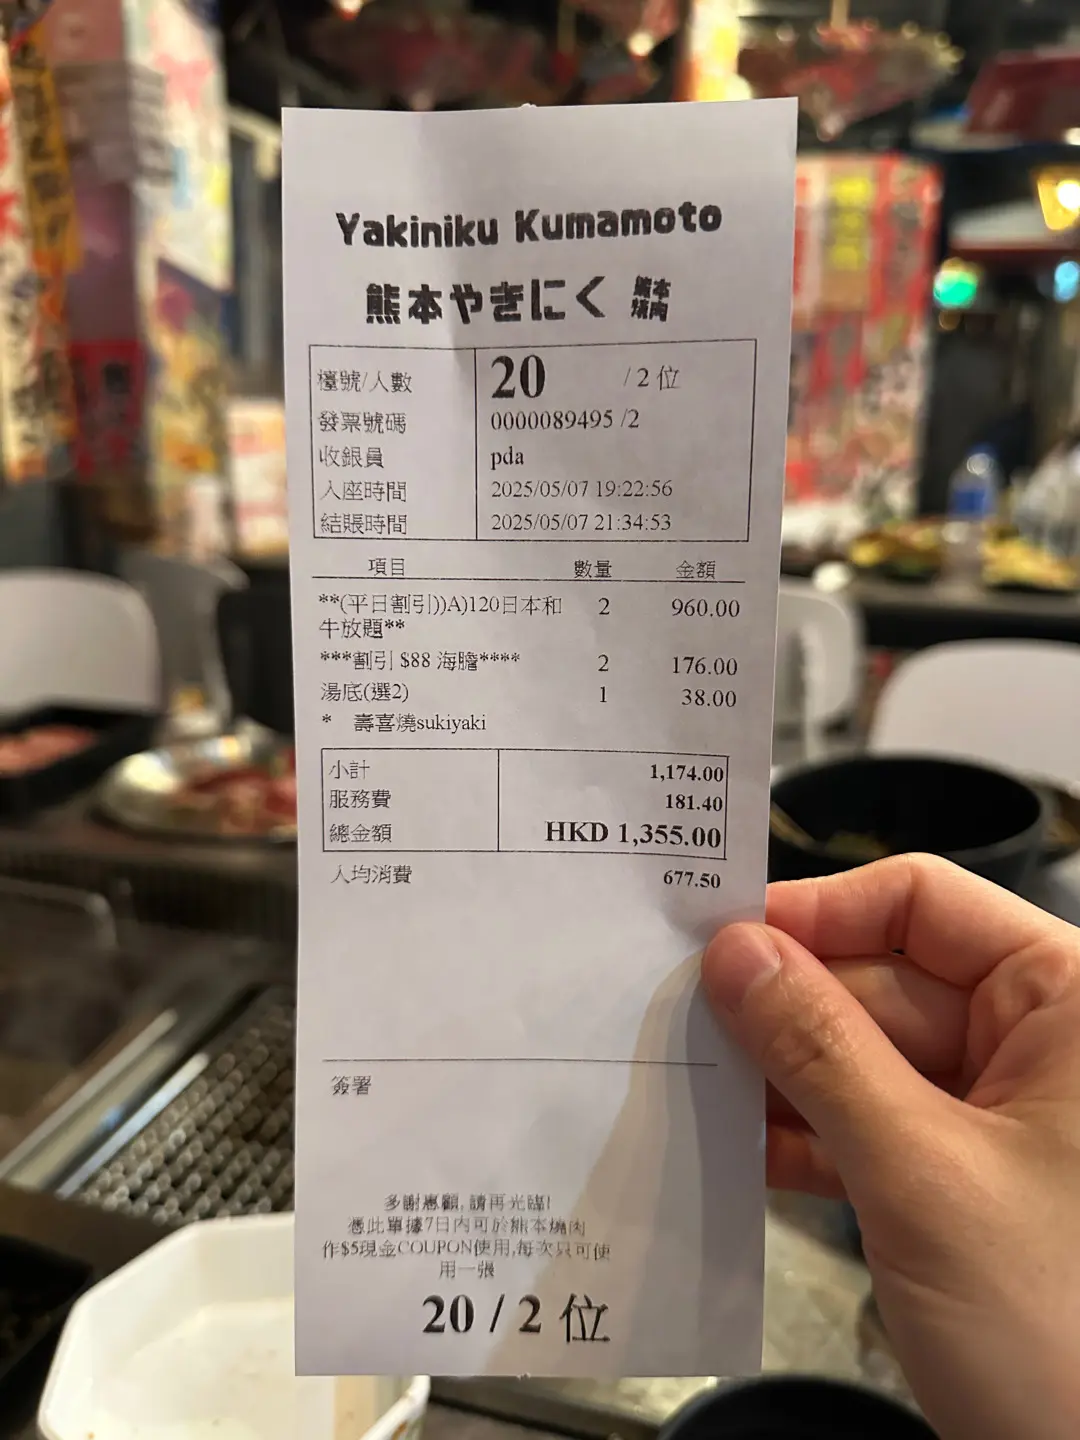 Yakiniku Kumamoto
熊本やきにく 熊本焼肉
檯號/人數 20 / 2 位
發票號碼 0000089495 /2
收銀員 pda
入座時間 2025/05/07 19:22:56
結賬時間 2025/05/07 21:34:53
項目 數量 金額
**(平日割引))A)120日本和 2 960.00
牛放題**
***割引 $88 海膽**** 2 176.00
湯底(選2) 1 38.00
* 壽喜燒sukiyaki
小計 1,174.00
服務費 181.40
總金額 HKD 1,355.00
人均消費 677.50
簽署
多謝惠顧, 請再光臨!
憑此單據7日內可於熊本燒肉
作$5現金COUPON使用,每次只可使
用一張
20 / 2 位